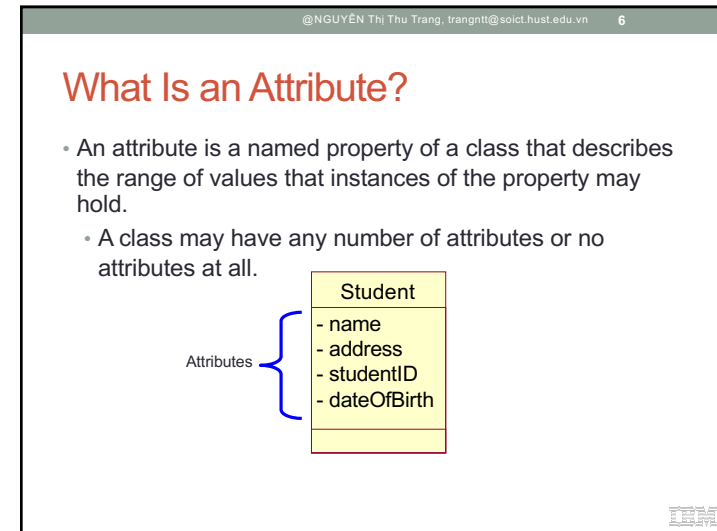 @NGUYỄN Thị Thu Trang, trangntt@soict.hust.edu.vn 6
What Is an Attribute?
• An attribute is a named property of a class that describes
the range of values that instances of the property may
hold.
• A class may have any number of attributes or no
attributes at all.
Student
Attributes
- name
- address
- studentID
- dateOfBirth
IBM